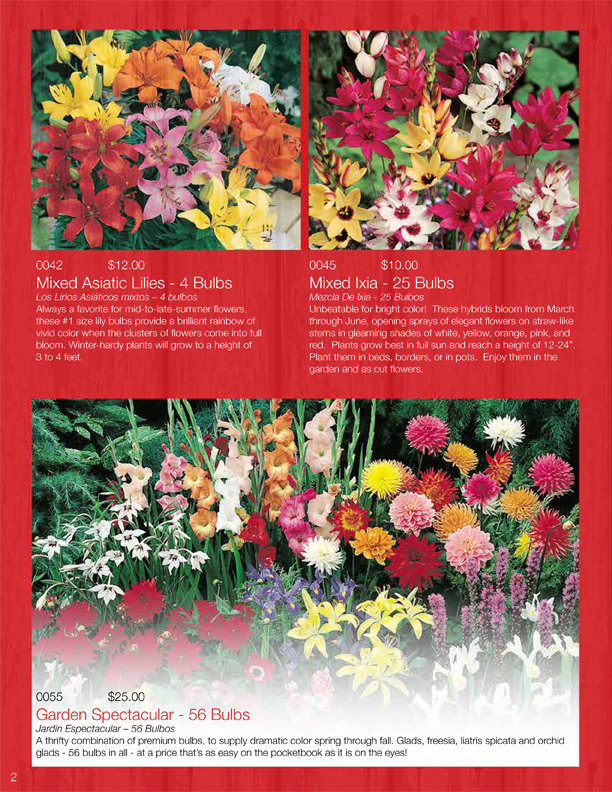 0042 $12.00
Mixed Asiatic Lilies - 4 Bulbs
Los Lirios Asiáticos mixtos – 4 bulbos
Always a favorite for mid-to-late-summer flowers,
these #1 size lily bulbs provide a brilliant rainbow of
vivid color when the clusters of flowers come into full
bloom. Winter-hardy plants will grow to a height of
3 to 4 feet.
0045 $10.00
Mixed Ixia - 25 Bulbs
Mezcla De Ixia - 25 Bulbos
Unbeatable for bright color! These hybrids bloom from March
through June, opening sprays of elegant flowers on straw-like
stems in gleaming shades of white, yellow, orange, pink, and
red. Plants grow best in full sun and reach a height of 12-24”.
Plant them in beds, borders, or in pots. Enjoy them in the
garden and as cut flowers.
0055 $25.00
Garden Spectacular - 56 Bulbs
Jardin Espectacular – 56 Bulbos
A thrifty combination of premium bulbs, to supply dramatic color spring through fall. Glads, freesia, liatris spicata and orchid
glads - 56 bulbs in all - at a price that’s as easy on the pocketbook as it is on the eyes!
2